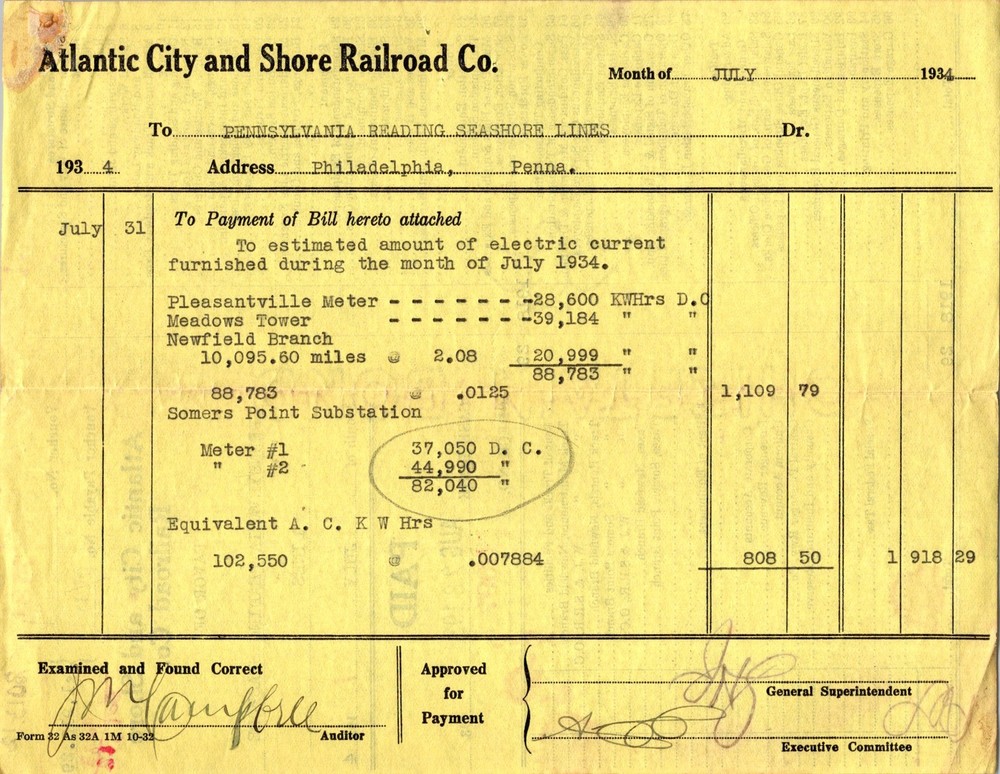 Atlantic City and Shore Railroad Co.
Month of JULY 1934
To PENNSYLVANIA READING SEASHORE LINES Dr.
193 4 Address Philadelphia, Penna.
To Payment of Bill hereto attached
July 31 To estimated amount of electric current
furnished during the month of July 1934.
Pleasantville Meter - - - - - - -28,600 KWHrs D.C
Meadows Tower - - - - - - -39,184 " "
Newfield Branch
10,095.60 miles @ 2.08 20,999 " "
88,783 " "
88,783 @ .0125 1,109 79
Somers Point Substation
Meter #1 37,050 D. C.
" #2 44,990 "
82,040 "
Equivalent A. C. K W Hrs
102,550 @ .007884 808 50 1 918 29
Examined and Found Correct
Auditor
Approved
for
Payment
General Superintendent
Executive Committee
Form 32 As 32A 1M 10-32